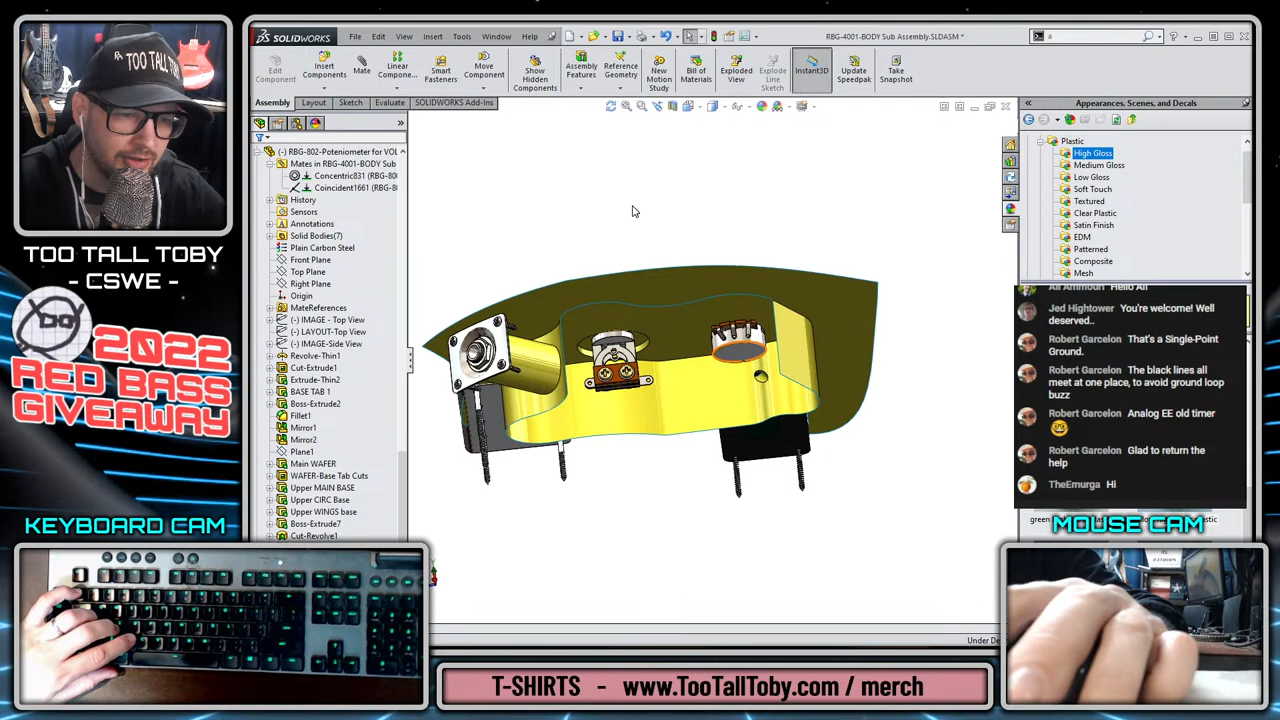 TOO TALL TOBY
TOO TALL TOBY
- CSWE -
2022
RED BASS
GIVEAWAY
KEYBOARD CAM
SOLIDWORKS
File
Edit
View
Insert
Tools
Window
Help
RBG-4001-BODY Sub Assembly.SLDASM *
a
Edit
Component
Insert
Components
Mate
Linear
Compone...
Smart
Fasteners
Move
Component
Show
Hidden
Components
Assembly
Features
Reference
Geometry
New
Motion
Study
Bill of
Materials
Exploded
View
Explode
Line
Sketch
Instant3D
Update
Speedpak
Take
Snapshot
Assembly
Layout
Sketch
Evaluate
SOLIDWORKS Add-Ins
(-) RBG-802-Poteniometer for VOL
Mates in RBG-4001-BODY Sub
Concentric831 (RBG-80
Coincident1661 (RBG-80
History
Sensors
Annotations
Solid Bodies(7)
Plain Carbon Steel
Front Plane
Top Plane
Right Plane
Origin
MateReferences
(-) IMAGE - Top View
(-) LAYOUT-Top View
(-) IMAGE-Side View
Revolve-Thin1
Cut-Extrude1
Extrude-Thin2
BASE TAB 1
Boss-Extrude2
Fillet1
Mirror1
Mirror2
Plane1
Main WAFER
WAFER-Base Tab Cuts
Upper MAIN BASE
Upper CIRC Base
Upper WINGS base
Boss-Extrude7
Cut-Revolve1
Under De
Appearances, Scenes, and Decals
Plastic
High Gloss
Medium Gloss
Low Gloss
Soft Touch
Textured
Clear Plastic
Satin Finish
EDM
Patterned
Composite
Mesh
Ali Ammouri Hello All
Jed Hightower You're welcome! Well
deserved..
Robert Garcelon That's a Single-Point
Ground.
Robert Garcelon The black lines all
meet at one place, to avoid ground loop
buzz
Robert Garcelon Analog EE old timer
Robert Garcelon Glad to return the
help
TheEmurga Hi
MOUSE CAM
T-SHIRTS - www.TooTallToby.com / merch